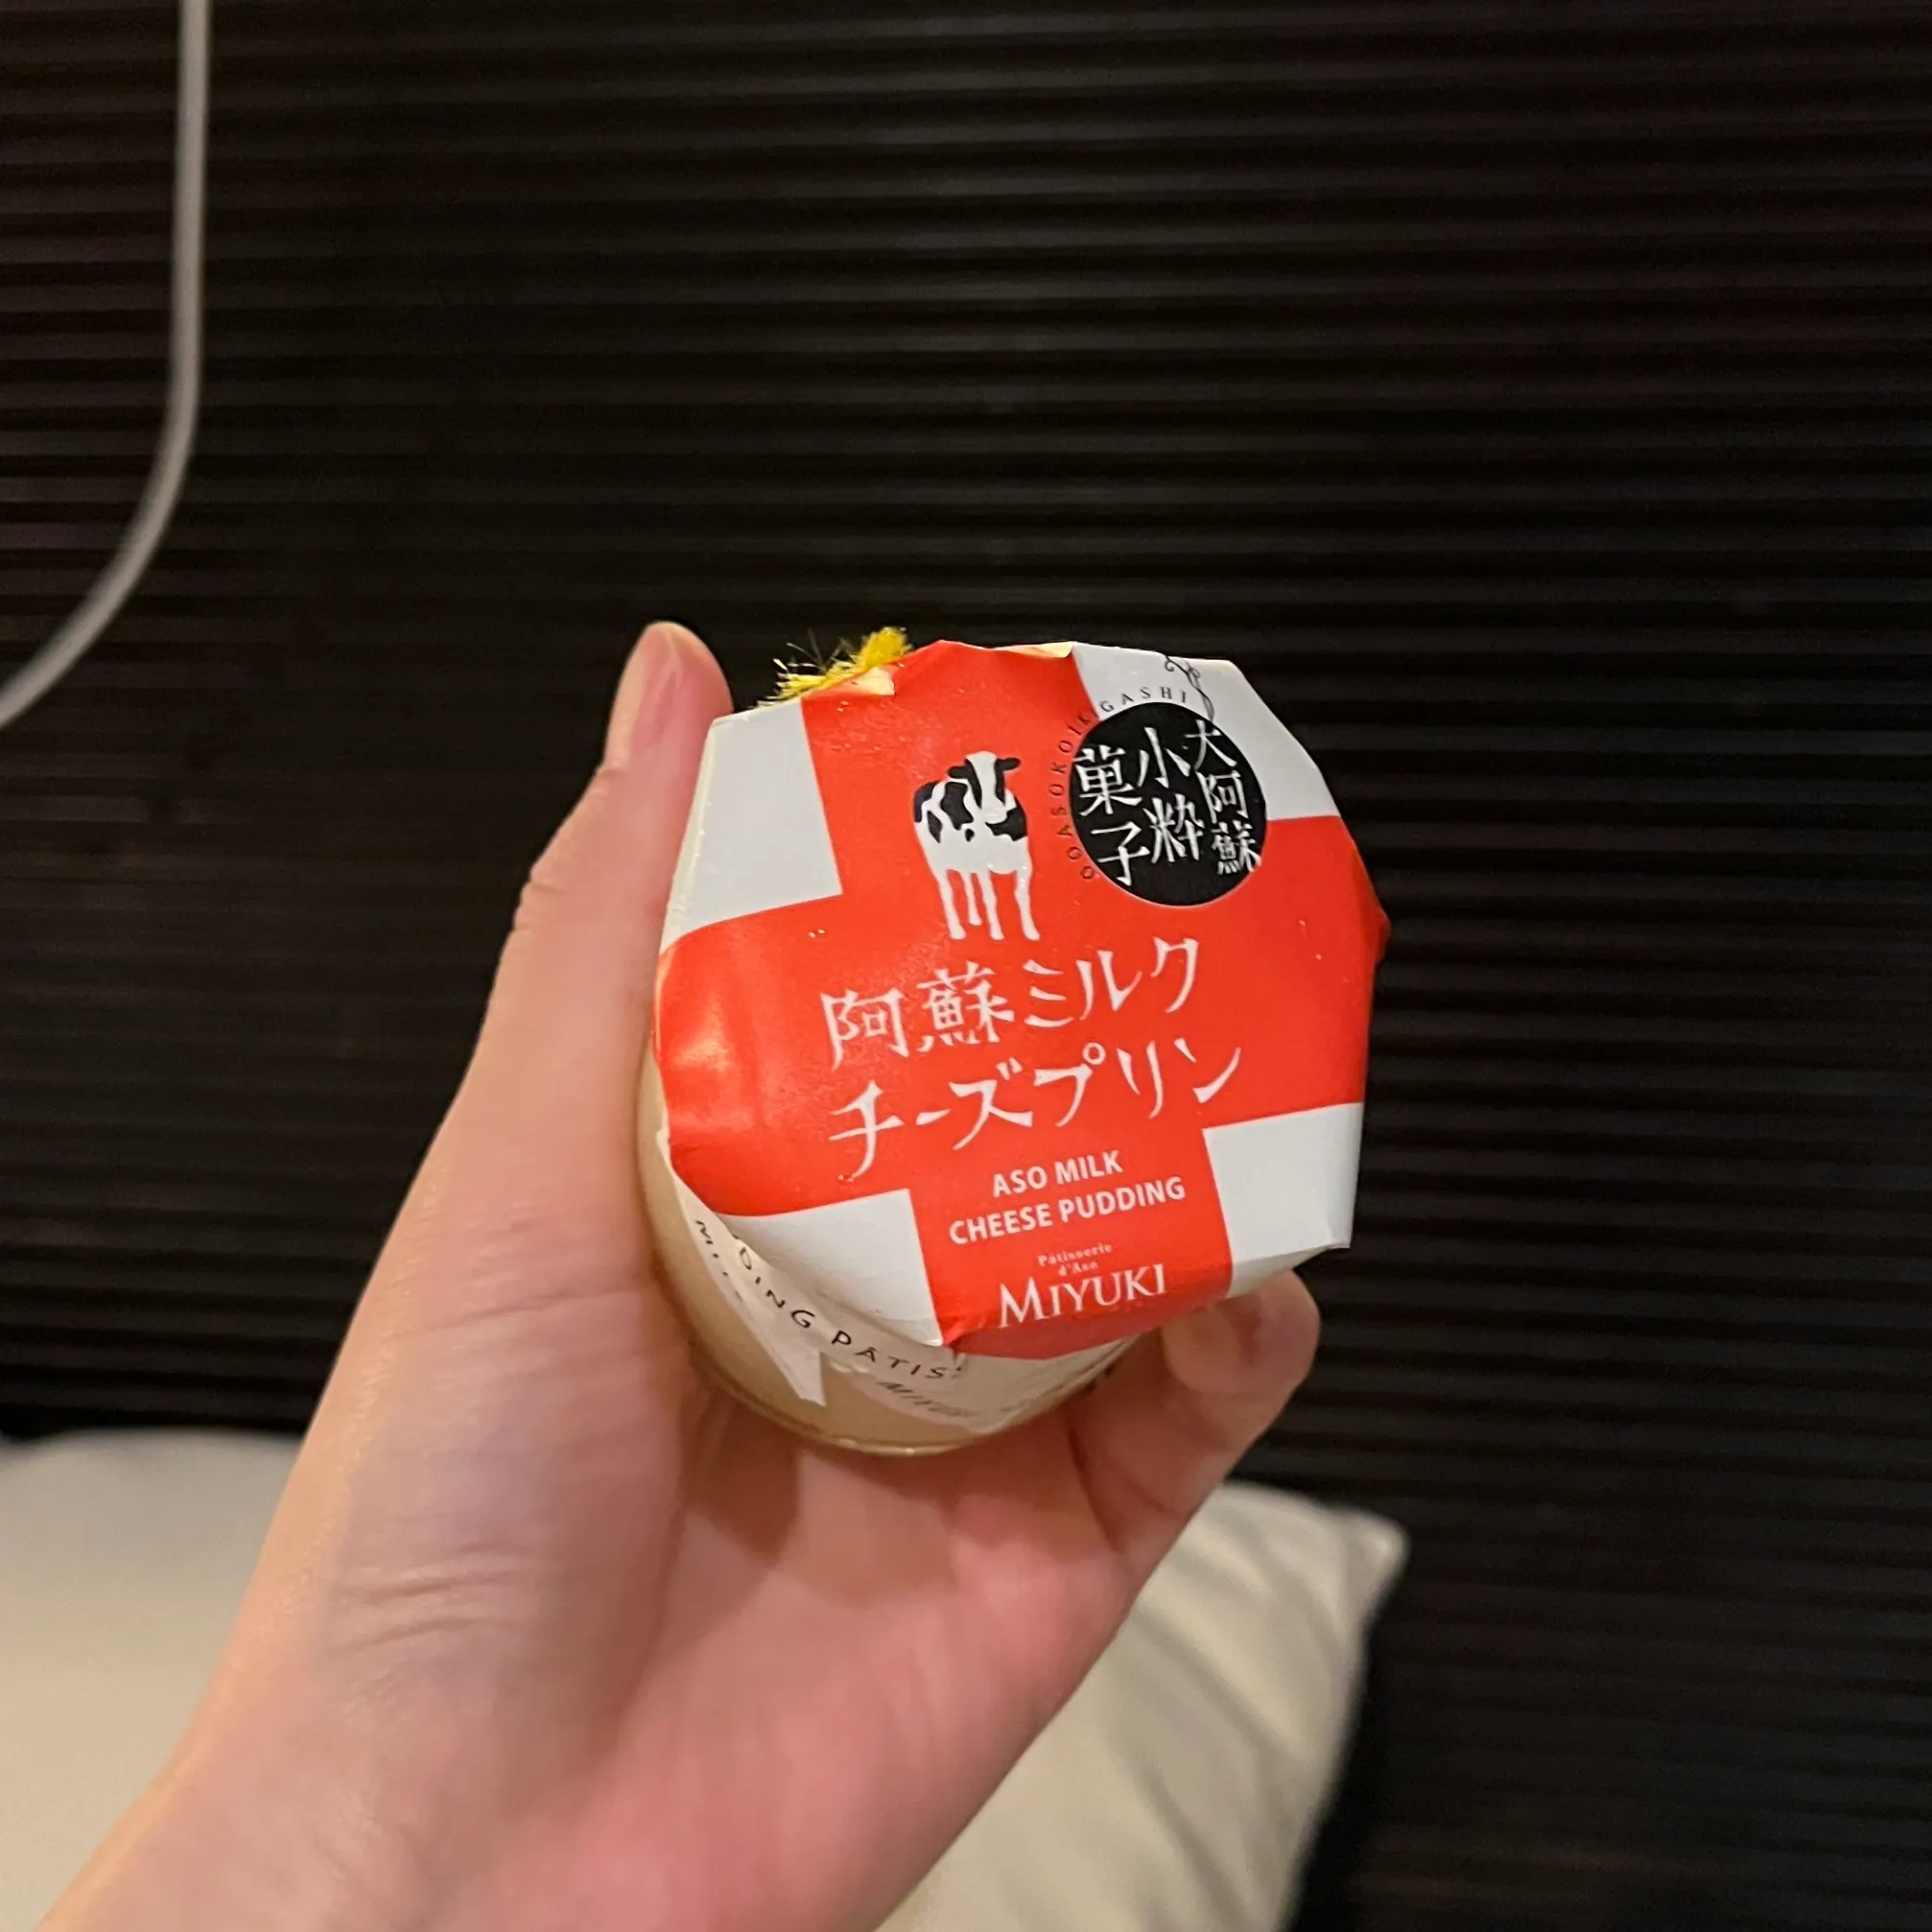 大阿蘇
小粋
菓子
阿蘇ミルク
チーズプリン
ASO MILK
CHEESE PUDDING
Pâtisserie
d'Aso
MIYUKI